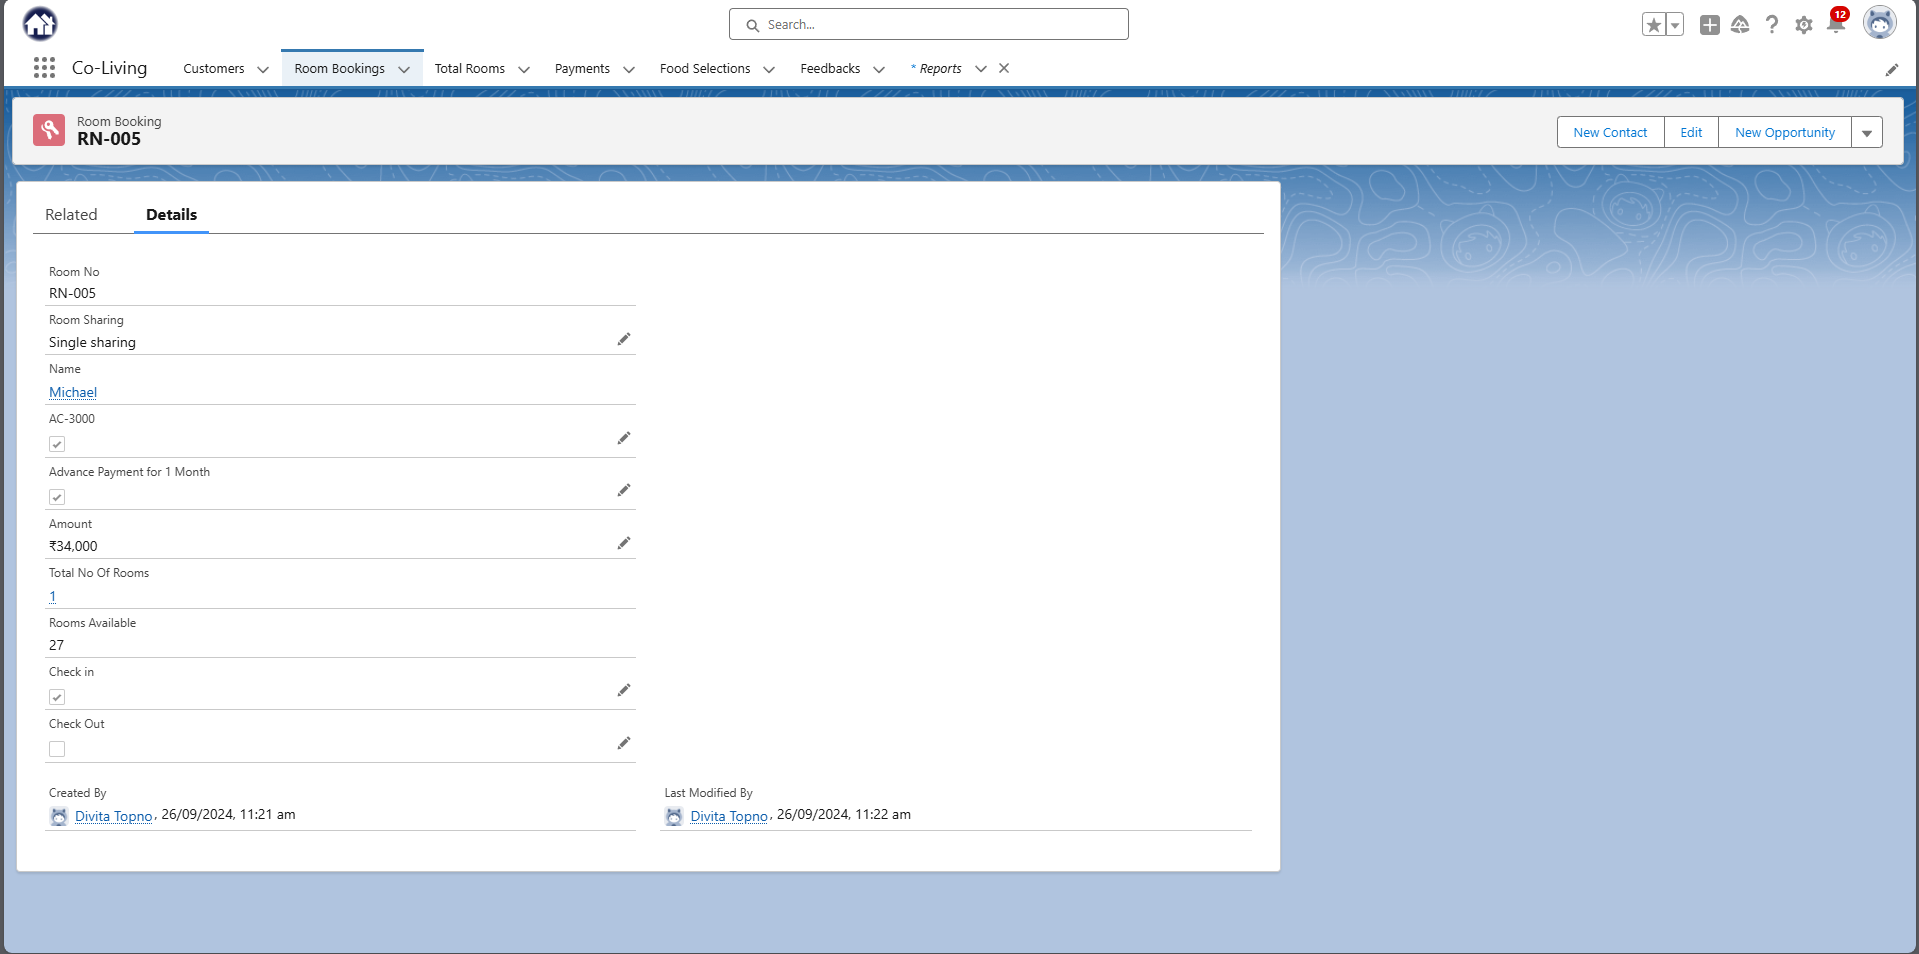 Search...
12
Co-Living
Customers
Room Bookings
Total Rooms
Payments
Food Selections
Feedbacks
* Reports
Room Booking
RN-005
New Contact
Edit
New Opportunity
Related
Details
Room No
RN-005
Room Sharing
Single sharing
Name
Michael
AC-3000
Advance Payment for 1 Month
Amount
₹34,000
Total No Of Rooms
1
Rooms Available
27
Check in
Check Out
Created By
Divita Topno, 26/09/2024, 11:21 am
Last Modified By
Divita Topno, 26/09/2024, 11:22 am